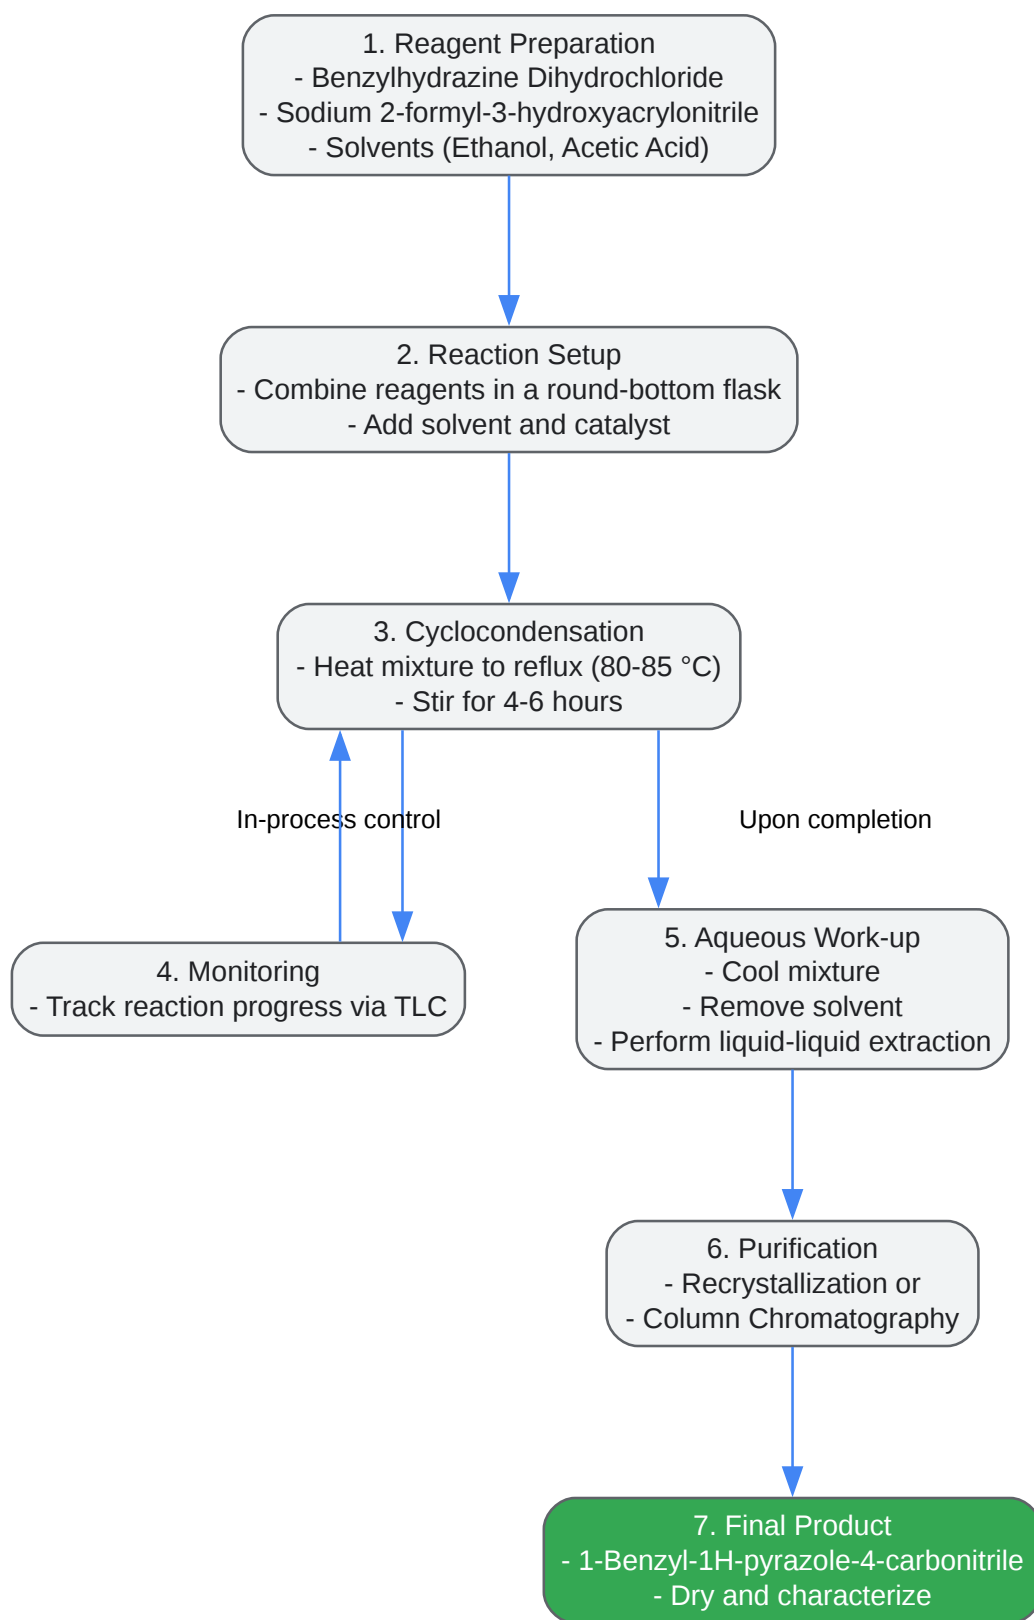 1. Reagent Preparation
- Benzylhydrazine Dihydrochloride
- Sodium 2-formyl-3-hydroxyacrylonitrile
- Solvents (Ethanol, Acetic Acid)
2. Reaction Setup
- Combine reagents in a round-bottom flask
- Add solvent and catalyst
3. Cyclocondensation
- Heat mixture to reflux (80-85 °C)
- Stir for 4-6 hours
In-process control
Upon completion
4. Monitoring
- Track reaction progress via TLC
5. Aqueous Work-up
- Cool mixture
- Remove solvent
- Perform liquid-liquid extraction
6. Purification
- Recrystallization or
- Column Chromatography
7. Final Product
- 1-Benzyl-1H-pyrazole-4-carbonitrile
- Dry and characterize